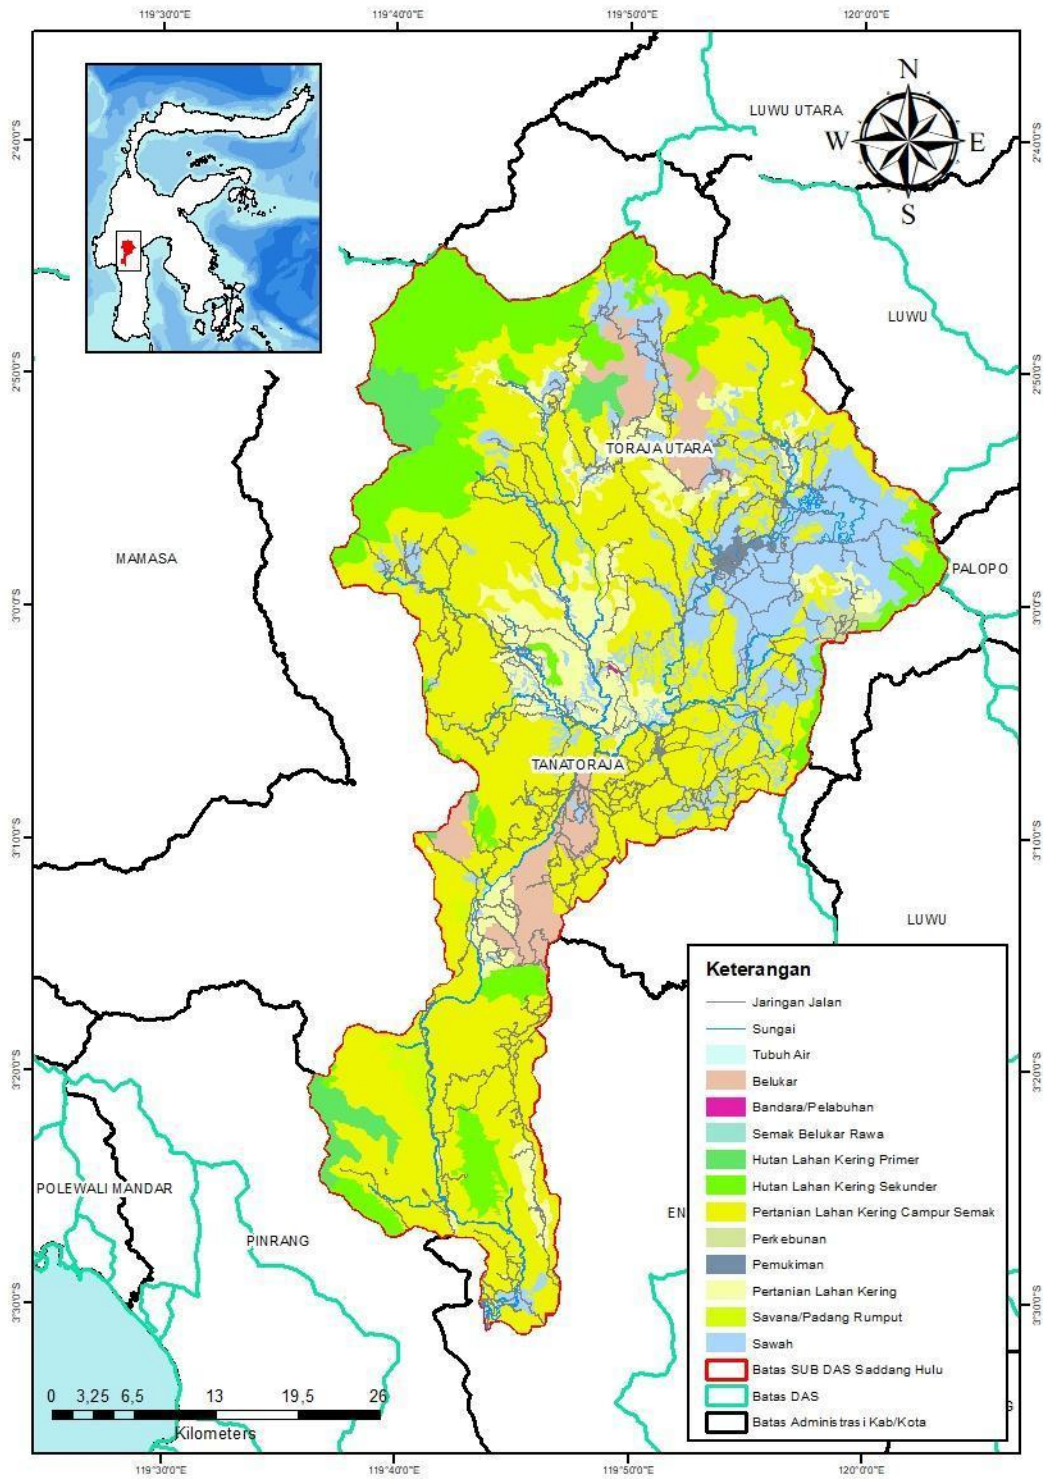 119°30'0"E 119°40'0"E 119°50'0"E 120°0'0"E
2°40'0"S
2°50'0"S
3°0'0"S
3°10'0"S
3°20'0"S
3°30'0"S
N
W E
S
LUWU UTARA
LUWU
TORAJA UTARA
MAMASA
PALOPO
TANATORAJA
LUWU
POLEWALI MANDAR
PINRANG
EN
Keterangan
Jaringan Jalan
Sungai
Tubuh Air
Belukar
Bandara/Pelabuhan
Semak Belukar Rawa
Hutan Lahan Kering Primer
Hutan Lahan Kering Sekunder
Pertanian Lahan Kering Campur Semak
Perkebunan
Pemukiman
Pertanian Lahan Kering
Savana/Padang Rumput
Sawah
Batas SUB DAS Saddang Hulu
Batas DAS
Batas Administrasi Kab/Kota
0 3,25 6,5 13 19,5 26
Kilometers
2°40'0"S
2°50'0"S
3°0'0"S
3°10'0"S
3°20'0"S
3°30'0"S
119°30'0"E 119°40'0"E 119°50'0"E 120°0'0"E